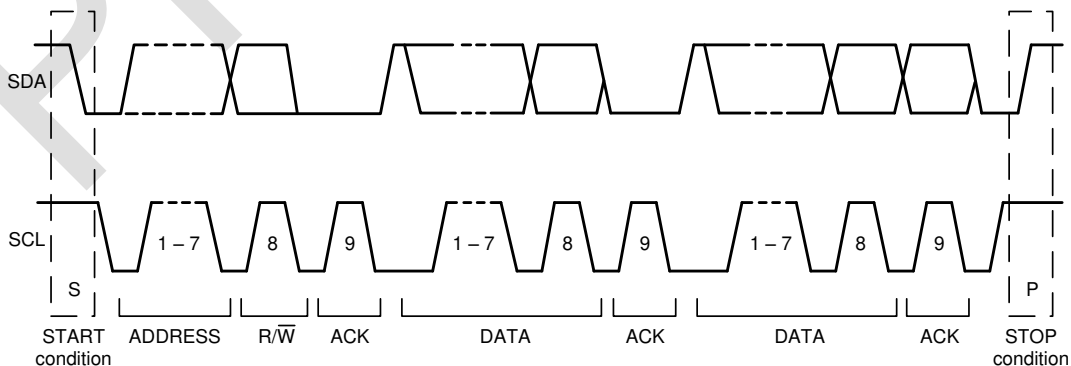 SDA
SCL
1 – 7
8
9
1 – 7
8
9
1 – 7
8
9
S
P
START
condition
ADDRESS
R/W̅
ACK
DATA
ACK
DATA
ACK
STOP
condition